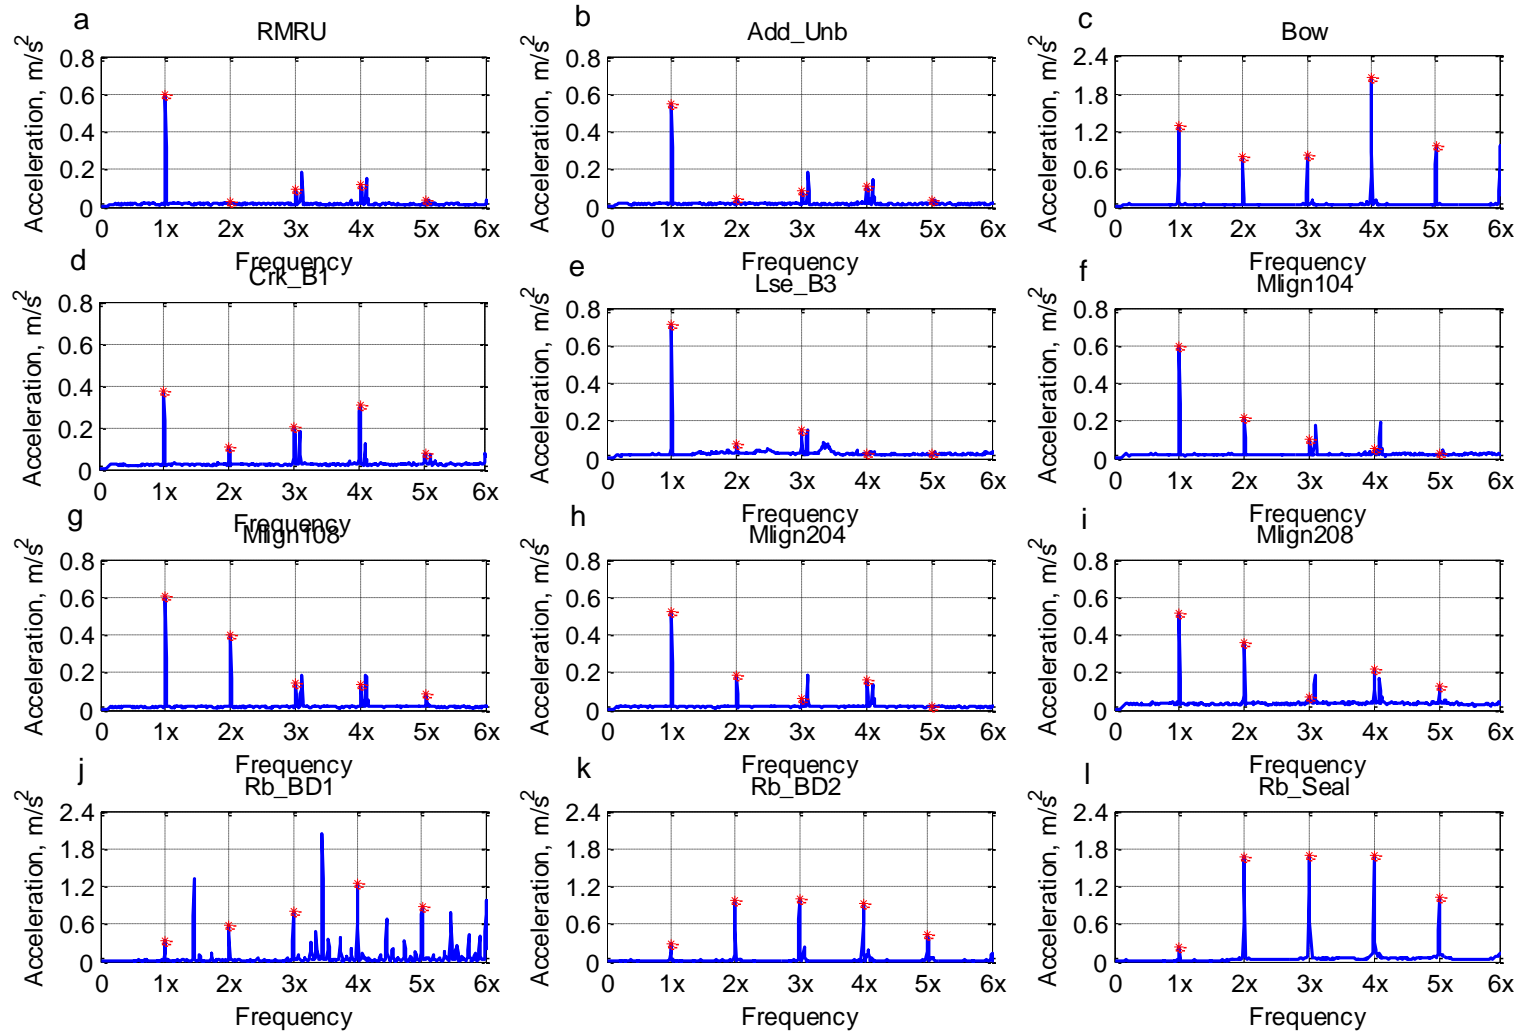 a
RMRU
Acceleration, m/s²
0.8
0.6
0.4
0.2
0
0 1x 2x 3x 4x 5x 6x
Frequency
b
Add_Unb
Acceleration, m/s²
0.8
0.6
0.4
0.2
0
0 1x 2x 3x 4x 5x 6x
Frequency
c
Bow
Acceleration, m/s²
2.4
1.8
1.2
0.6
0
0 1x 2x 3x 4x 5x 6x
Frequency
d
Crk_B1
Acceleration, m/s²
0.8
0.6
0.4
0.2
0
0 1x 2x 3x 4x 5x 6x
Frequency
e
Lse_B3
Acceleration, m/s²
0.8
0.6
0.4
0.2
0
0 1x 2x 3x 4x 5x 6x
Frequency
f
Mlign104
Acceleration, m/s²
0.8
0.6
0.4
0.2
0
0 1x 2x 3x 4x 5x 6x
Frequency
g
Mlign108
Acceleration, m/s²
0.8
0.6
0.4
0.2
0
0 1x 2x 3x 4x 5x 6x
Frequency
h
Mlign204
Acceleration, m/s²
0.8
0.6
0.4
0.2
0
0 1x 2x 3x 4x 5x 6x
Frequency
i
Mlign208
Acceleration, m/s²
0.8
0.6
0.4
0.2
0
0 1x 2x 3x 4x 5x 6x
Frequency
j
Rb_BD1
Acceleration, m/s²
2.4
1.8
1.2
0.6
0
0 1x 2x 3x 4x 5x 6x
Frequency
k
Rb_BD2
Acceleration, m/s²
2.4
1.8
1.2
0.6
0
0 1x 2x 3x 4x 5x 6x
Frequency
l
Rb_Seal
Acceleration, m/s²
2.4
1.8
1.2
0.6
0
0 1x 2x 3x 4x 5x 6x
Frequency